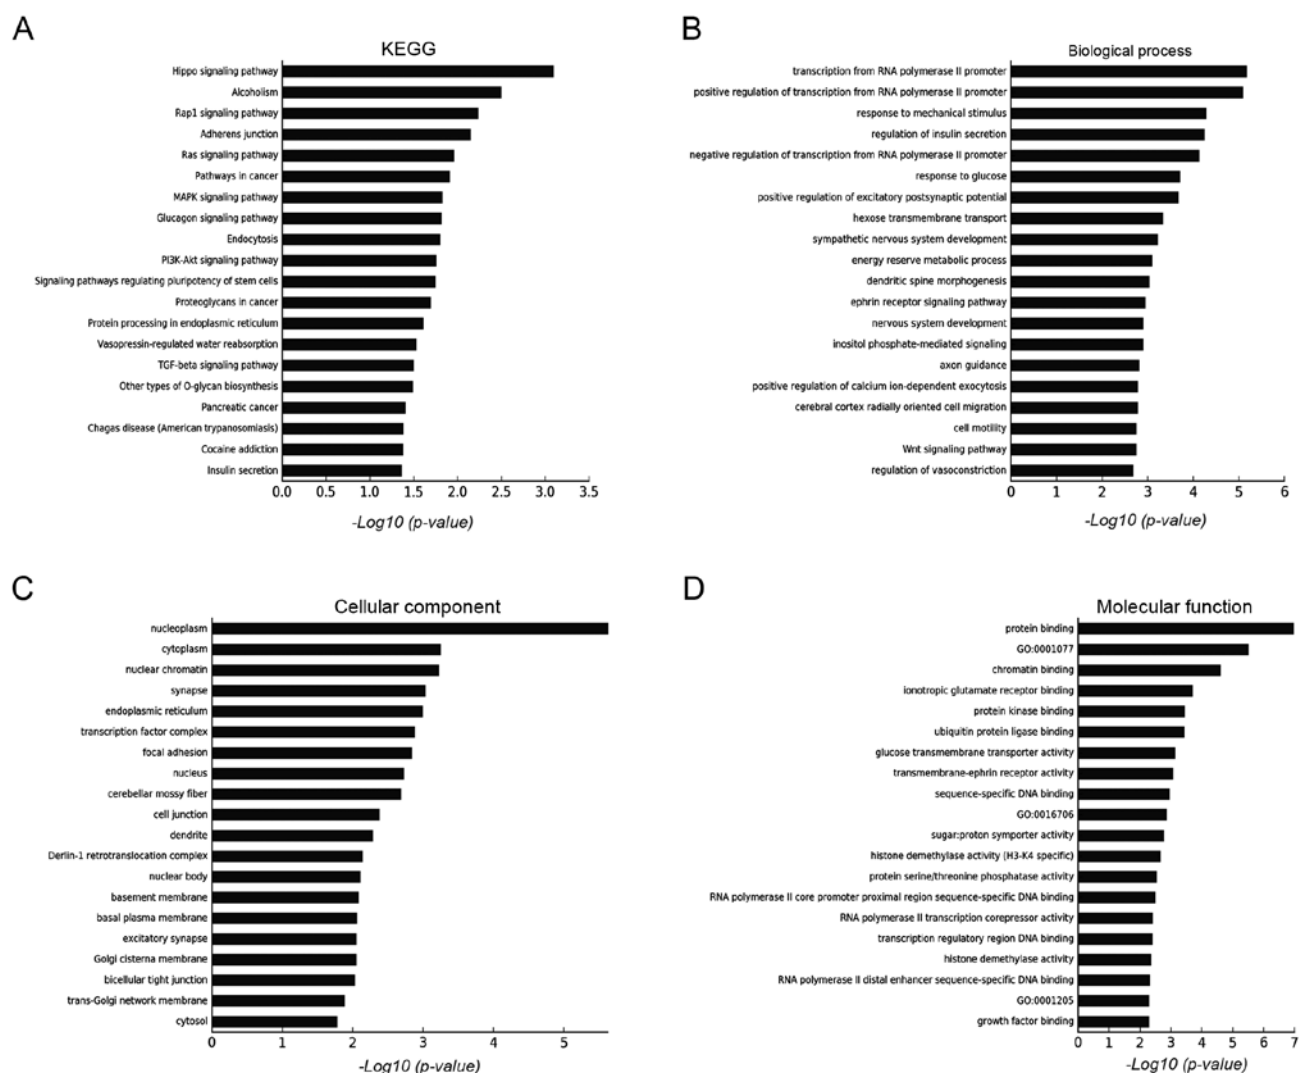 A
KEGG
Hippo signaling pathway
Alcoholism
Rap1 signaling pathway
Adherens junction
Ras signaling pathway
Pathways in cancer
MAPK signaling pathway
Glucagon signaling pathway
Endocytosis
PI3K-Akt signaling pathway
Signaling pathways regulating pluripotency of stem cells
Proteoglycans in cancer
Protein processing in endoplasmic reticulum
Vasopressin-regulated water reabsorption
TGF-beta signaling pathway
Other types of O-glycan biosynthesis
Pancreatic cancer
Chagas disease (American trypanosomiasis)
Cocaine addiction
Insulin secretion
0.0 0.5 1.0 1.5 2.0 2.5 3.0 3.5
-Log10 (p-value)
B
Biological process
transcription from RNA polymerase II promoter
positive regulation of transcription from RNA polymerase II promoter
response to mechanical stimulus
regulation of insulin secretion
negative regulation of transcription from RNA polymerase II promoter
response to glucose
positive regulation of excitatory postsynaptic potential
hexose transmembrane transport
sympathetic nervous system development
energy reserve metabolic process
dendritic spine morphogenesis
ephrin receptor signaling pathway
nervous system development
inositol phosphate-mediated signaling
axon guidance
positive regulation of calcium ion-dependent exocytosis
cerebral cortex radially oriented cell migration
cell motility
Wnt signaling pathway
regulation of vasoconstriction
0 1 2 3 4 5 6
-Log10 (p-value)
C
Cellular component
nucleoplasm
cytoplasm
nuclear chromatin
synapse
endoplasmic reticulum
transcription factor complex
focal adhesion
nucleus
cerebellar mossy fiber
cell junction
dendrite
Derlin-1 retrotranslocation complex
nuclear body
basement membrane
basal plasma membrane
excitatory synapse
Golgi cisterna membrane
bicellular tight junction
trans-Golgi network membrane
cytosol
0 1 2 3 4 5
-Log10 (p-value)
D
Molecular function
protein binding
GO:0001077
chromatin binding
ionotropic glutamate receptor binding
protein kinase binding
ubiquitin protein ligase binding
glucose transmembrane transporter activity
transmembrane-ephrin receptor activity
sequence-specific DNA binding
GO:0016706
sugar:proton symporter activity
histone demethylase activity (H3-K4 specific)
protein serine/threonine phosphatase activity
RNA polymerase II core promoter proximal region sequence-specific DNA binding
RNA polymerase II transcription corepressor activity
transcription regulatory region DNA binding
histone demethylase activity
RNA polymerase II distal enhancer sequence-specific DNA binding
GO:0001205
growth factor binding
0 1 2 3 4 5 6 7
-Log10 (p-value)